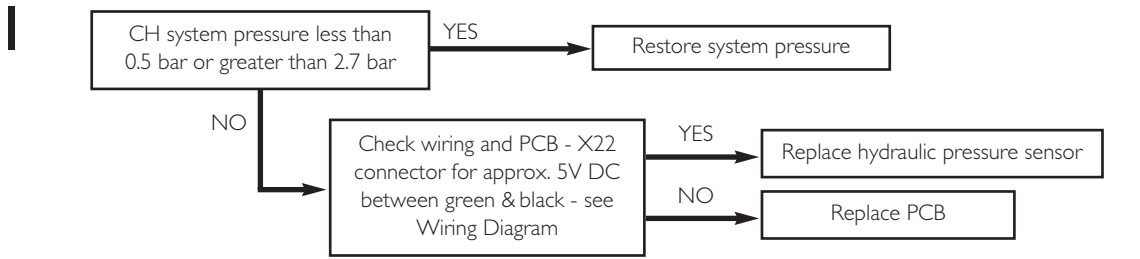 CH system pressure less than
0.5 bar or greater than 2.7 bar
YES
Restore system pressure
NO
Check wiring and PCB - X22
connector for approx. 5V DC
between green & black - see
Wiring Diagram
YES
Replace hydraulic pressure sensor
NO
Replace PCB